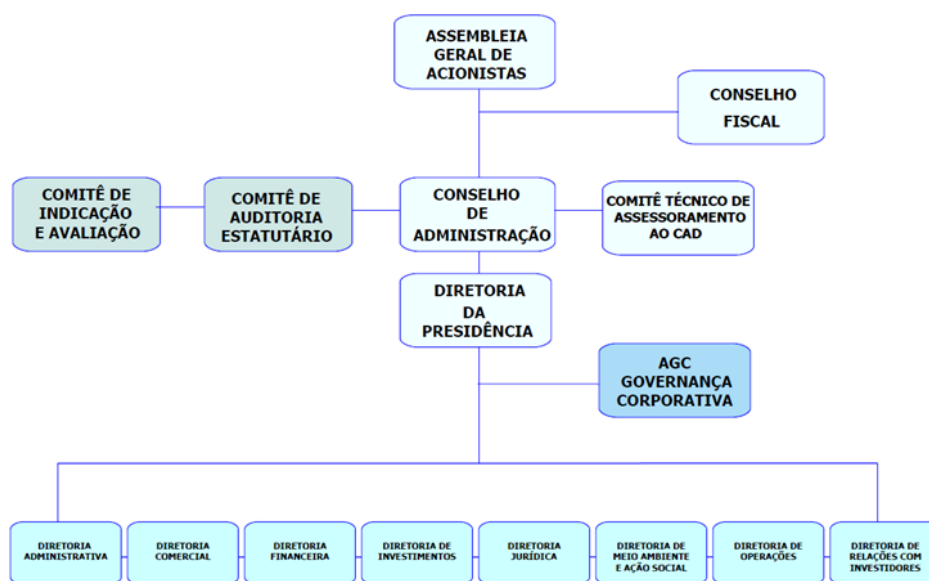 ASSEMBLEIA
GERAL DE
ACIONISTAS
CONSELHO
FISCAL
COMITÊ DE
INDICAÇÃO
E AVALIAÇÃO
COMITÊ DE
AUDITORIA
ESTATUTÁRIO
CONSELHO
DE
ADMINISTRAÇÃO
COMITÊ TÉCNICO DE
ASSESSORAMENTO
AO CAD
DIRETORIA
DA
PRESIDÊNCIA
AGC
GOVERNANÇA
CORPORATIVA
DIRETORIA
ADMINISTRATIVA
DIRETORIA
COMERCIAL
DIRETORIA
FINANCEIRA
DIRETORIA DE
INVESTIMENTOS
DIRETORIA
JURÍDICA
DIRETORIA DE
MEIO AMBIENTE
E AÇÃO SOCIAL
DIRETORIA DE
OPERAÇÕES
DIRETORIA DE
RELAÇÕES COM
INVESTIDORES